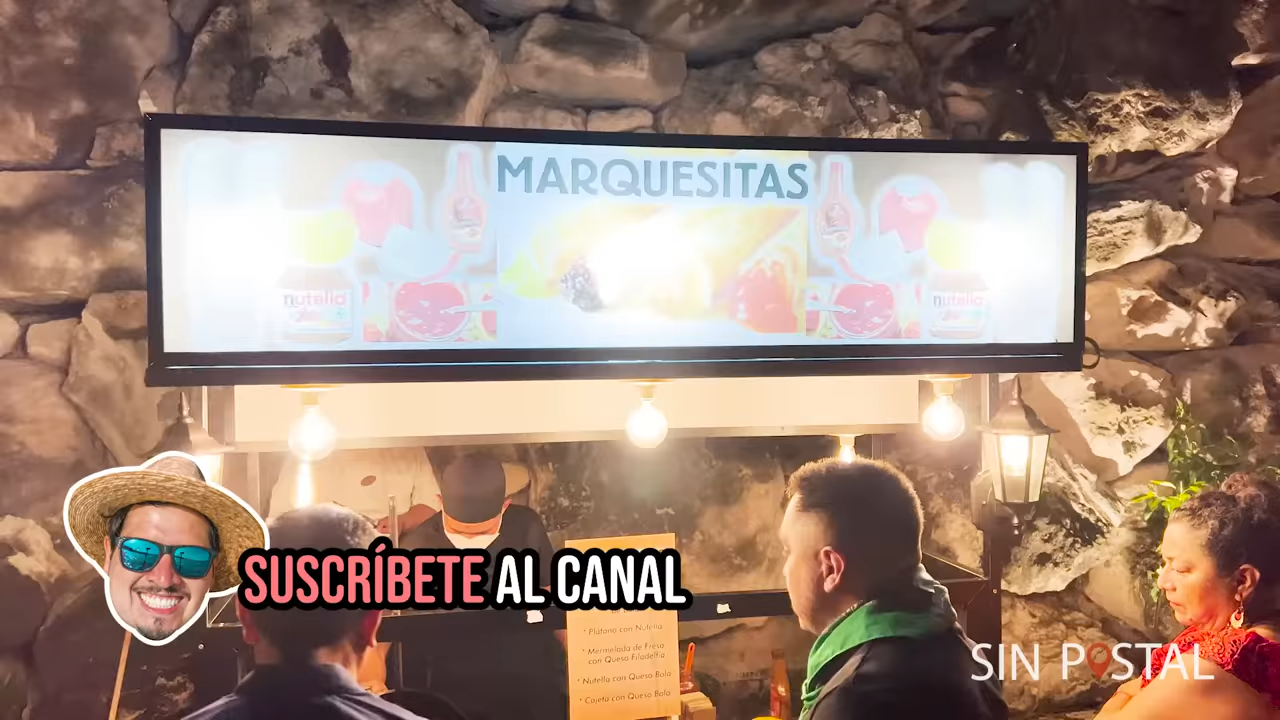 MARQUESITAS
nutella
nutella
SUSCRÍBETE AL CANAL
* Plátano con Nutella
* Mermelada de Fresa
con Queso Filadelfia
* Nutella con Queso Bola
* Cajeta con Queso Bola
SIN POSTAL